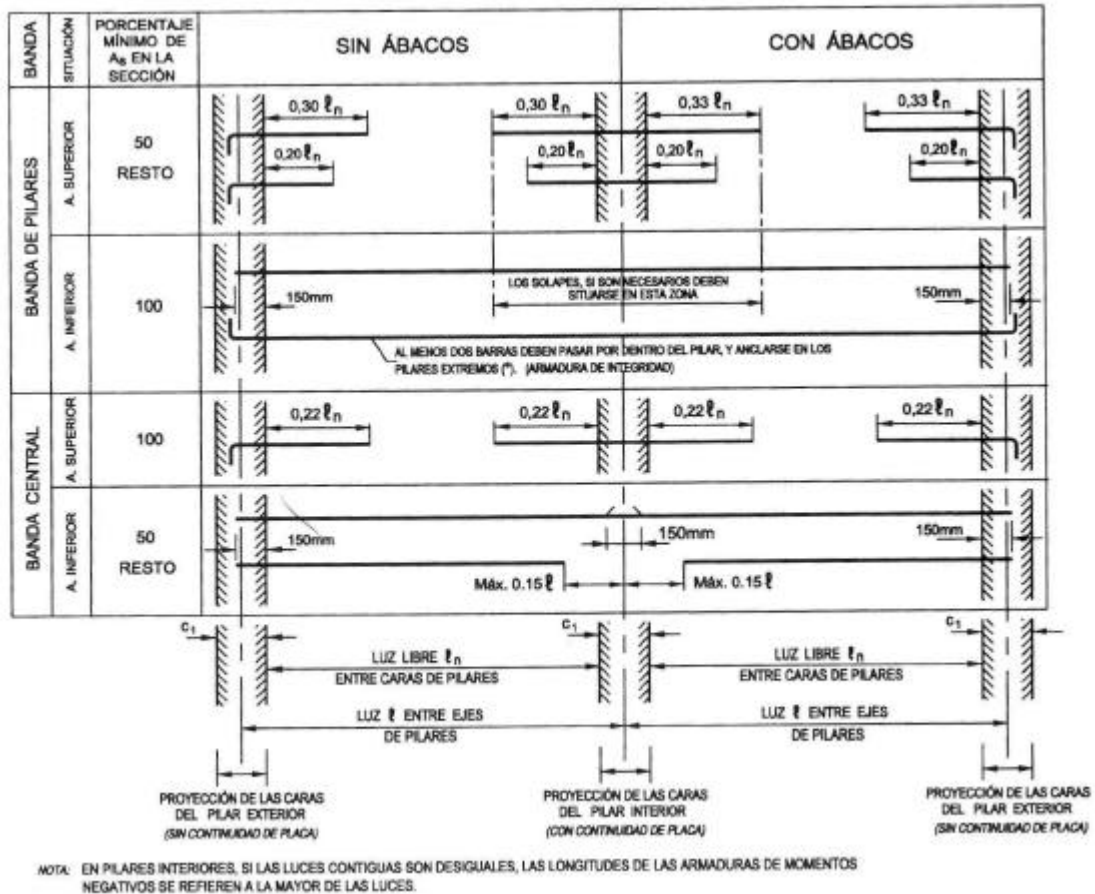 BANDA
SITUACIÓN
PORCENTAJE
MÍNIMO DE
As EN LA
SECCIÓN
SIN ÁBACOS
CON ÁBACOS
BANDA DE PILARES
A. SUPERIOR
50
RESTO
0,30 ℓn
0,30 ℓn
0,33 ℓn
0,33 ℓn
0,20 ℓn
0,20 ℓn
0,20 ℓn
0,20 ℓn
A. INFERIOR
100
150mm
LOS SOLAPES, SI SON NECESARIOS DEBEN
SITUARSE EN ESTA ZONA
150mm
AL MENOS DOS BARRAS DEBEN PASAR POR DENTRO DEL PILAR, Y ANCLARSE EN LOS
PILARES EXTREMOS (*). (ARMADURA DE INTEGRIDAD)
BANDA CENTRAL
A. SUPERIOR
100
0,22 ℓn
0,22 ℓn
0,22 ℓn
0,22 ℓn
A. INFERIOR
50
RESTO
150mm
150mm
150mm
Máx. 0.15 ℓ
Máx. 0.15 ℓ
c1
c1
c1
LUZ LIBRE ℓn
ENTRE CARAS DE PILARES
LUZ LIBRE ℓn
ENTRE CARAS DE PILARES
LUZ ℓ ENTRE EJES
DE PILARES
LUZ ℓ ENTRE EJES
DE PILARES
PROYECCIÓN DE LAS CARAS
DEL PILAR EXTERIOR
(SIN CONTINUIDAD DE PLACA)
PROYECCIÓN DE LAS CARAS
DEL PILAR INTERIOR
(CON CONTINUIDAD DE PLACA)
PROYECCIÓN DE LAS CARAS
DEL PILAR EXTERIOR
(SIN CONTINUIDAD DE PLACA)
NOTA: EN PILARES INTERIORES, SI LAS LUCES CONTIGUAS SON DESIGUALES, LAS LONGITUDES DE LAS ARMADURAS DE MOMENTOS
NEGATIVOS SE REFIEREN A LA MAYOR DE LAS LUCES.